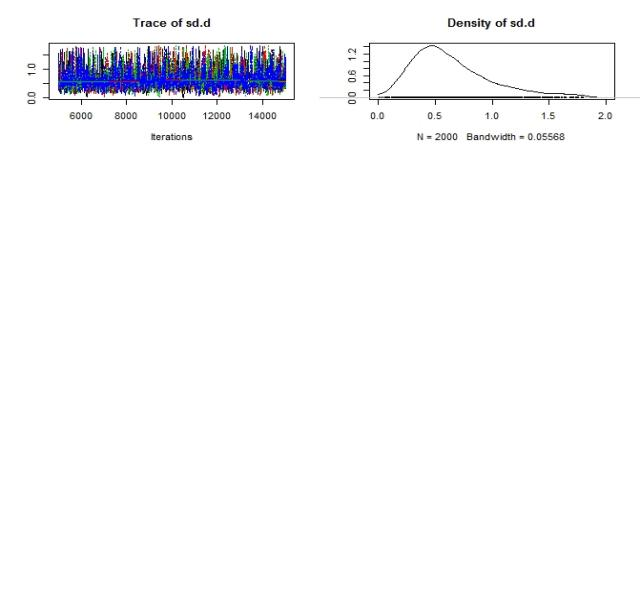 Trace of sd.d
1.0
0.0
6000 8000 10000 12000 14000
Iterations
Density of sd.d
1.2
0.6
0.0
0.0 0.5 1.0 1.5 2.0
N = 2000 Bandwidth = 0.05568